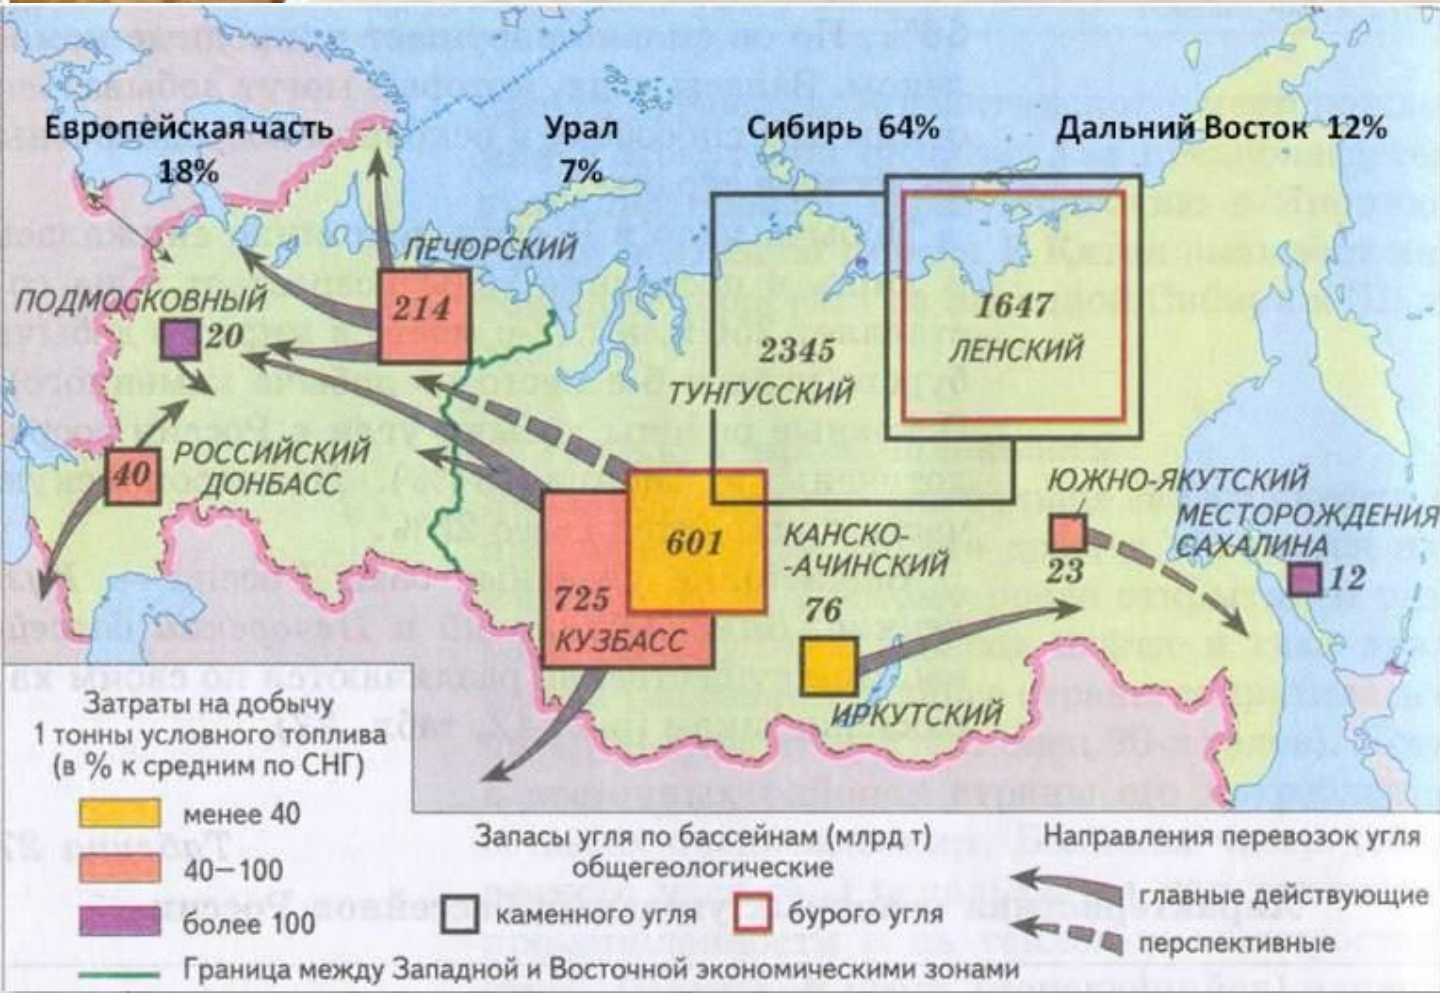 Европейская часть
18%
Урал
7%
Сибирь 64%
Дальний Восток 12%
ПЕЧОРСКИЙ
214
ПОДМОСКОВНЫЙ
20
1647
ЛЕНСКИЙ
2345
ТУНГУССКИЙ
РОССИЙСКИЙ
ДОНБАСС
40
ЮЖНО-ЯКУТСКИЙ
МЕСТОРОЖДЕНИЯ
САХАЛИНА
12
23
601
КАНСКО-
-АЧИНСКИЙ
725
КУЗБАСС
76
ИРКУТСКИЙ
Затраты на добычу
1 тонны условного топлива
(в % к средним по СНГ)
менее 40
40–100
более 100
Запасы угля по бассейнам (млрд т)
общегеологические
каменного угля
бурого угля
Направления перевозок угля
главные действующие
перспективные
Граница между Западной и Восточной экономическими зонами